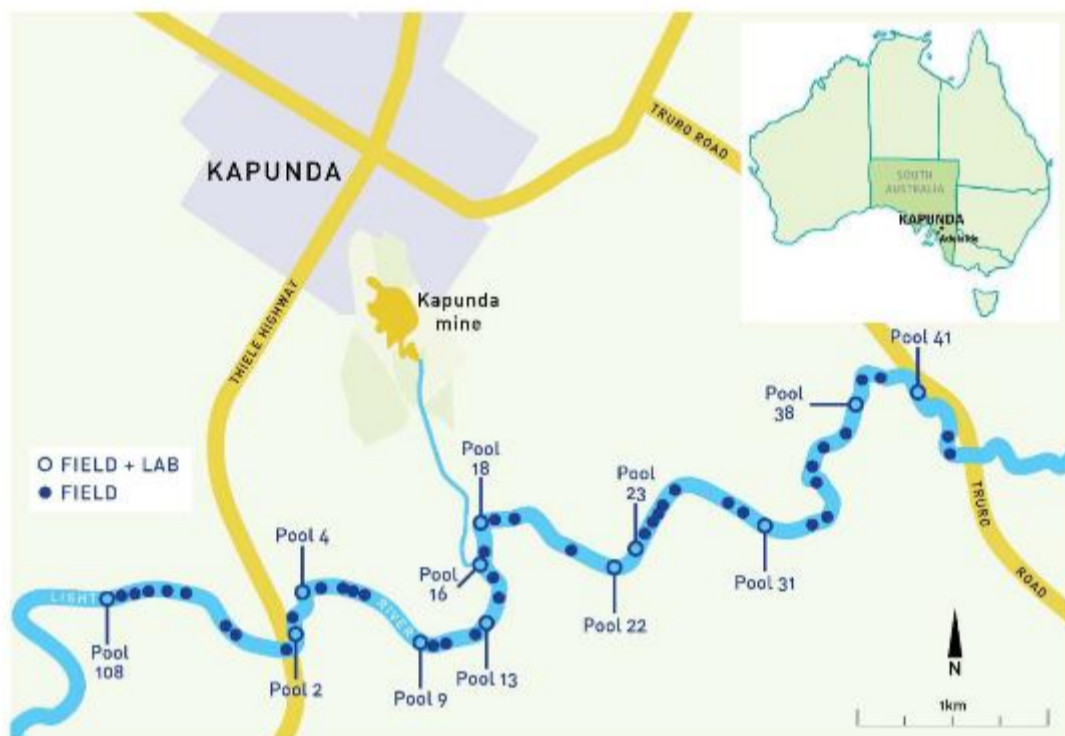 KAPUNDA
TRURO ROAD
SOUTH
AUSTRALIA
KAPUNDA
Adelaide
Kapunda
mine
THIELE HIGHWAY
Pool 41
Pool
38
FIELD + LAB
FIELD
Pool
18
Pool
23
Pool 4
Pool
16
Pool 31
TRURO
ROAD
LIGHT
RIVER
Pool 22
Pool
108
Pool 2
Pool 9
Pool 13
N
1km